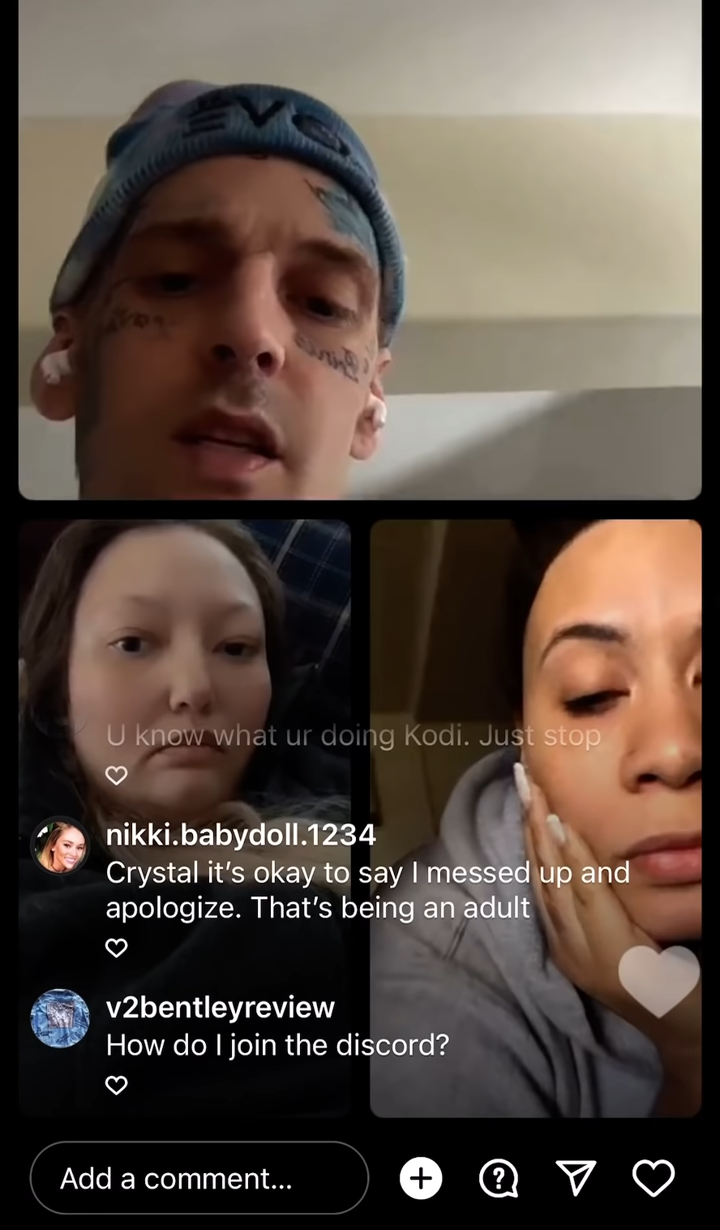 EVO
U know what ur doing Kodi. Just stop
nikki.babydoll.1234
Crystal it’s okay to say I messed up and
apologize. That’s being an adult
v2bentleyreview
How do I join the discord?
Add a comment...